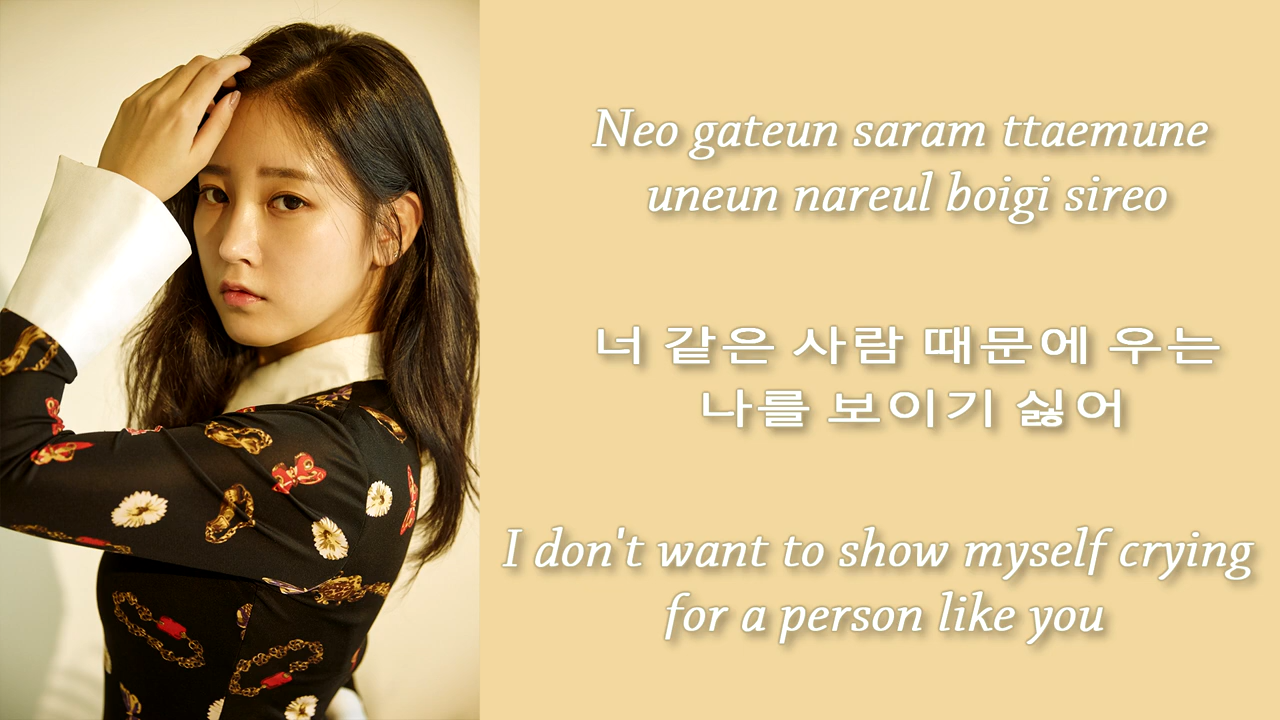 Neo gateun saram ttaemune
uneun nareul boigi sireo
너 같은 사람 때문에 우는
나를 보이기 싫어
I don't want to show myself crying
for a person like you